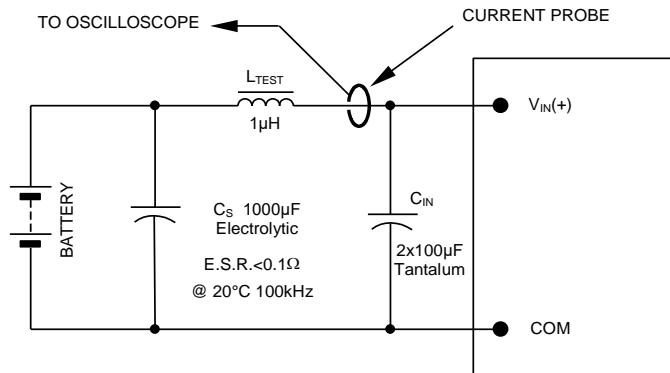 TO OSCILLOSCOPE
CURRENT PROBE
LTEST
1µH
VIN(+)
BATTERY
CS 1000µF
Electrolytic
E.S.R.<0.1Ω
@ 20°C 100kHz
CIN
2x100µF
Tantalum
COM